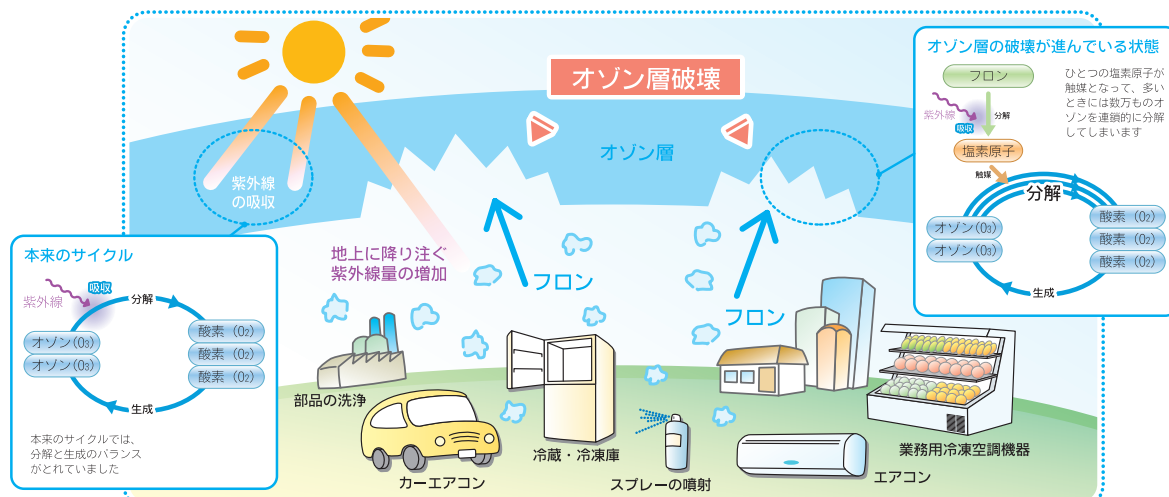 オゾン層破壊
オゾン層
紫外線
の吸収
地上に降り注ぐ
紫外線量の増加
フロン
フロン
部品の洗浄
カーエアコン
冷蔵・冷凍庫
スプレーの噴射
エアコン
業務用冷凍空調機器
本来のサイクル
紫外線
吸収
分解
オゾン(O₃)
オゾン(O₃)
酸素(O₂)
酸素(O₂)
酸素(O₂)
生成
本来のサイクルでは、
分解と生成のバランス
がとれていました
オゾン層の破壊が進んでいる状態
フロン
紫外線
吸収
分解
塩素原子
触媒
ひとつの塩素原子が
触媒となって、多い
ときには数万ものオ
ゾンを連鎖的に分解
してしまいます
分解
オゾン(O₃)
オゾン(O₃)
酸素(O₂)
酸素(O₂)
酸素(O₂)
生成